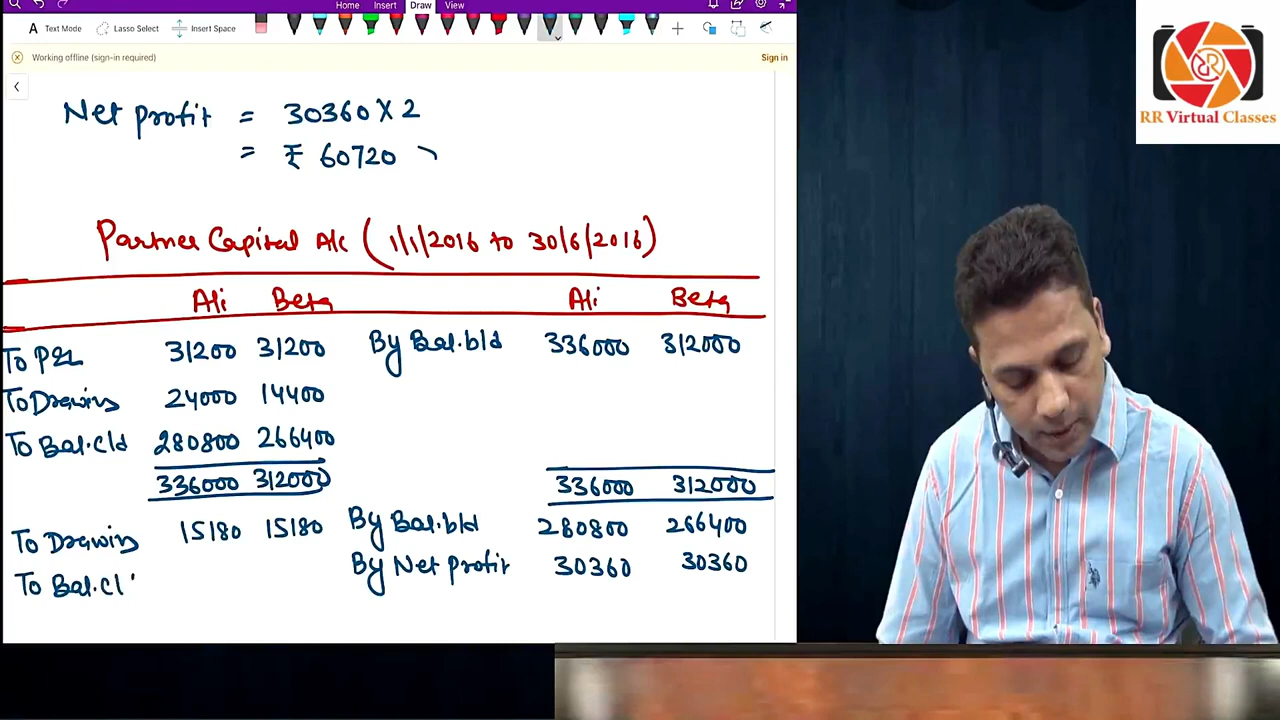 Home Insert Draw View
Text Mode Lasso Select Insert Space
Working offline (sign-in required) Sign in
RR Virtual Classes
Net profit = 30360 X 2
= ₹ 60720
Partner Capital A/c (1/1/2016 to 30/6/2016)
Ali Beta Ali Beta
To P&L 31200 31200 By Bal.b/d 336000 312000
To Drawing 24000 14400
To Bal.c/d 280800 266400
336000 312000 336000 312000
To Drawing 15180 15180 By Bal.b/d 280800 266400
To Bal.c/ By Net profit 30360 30360